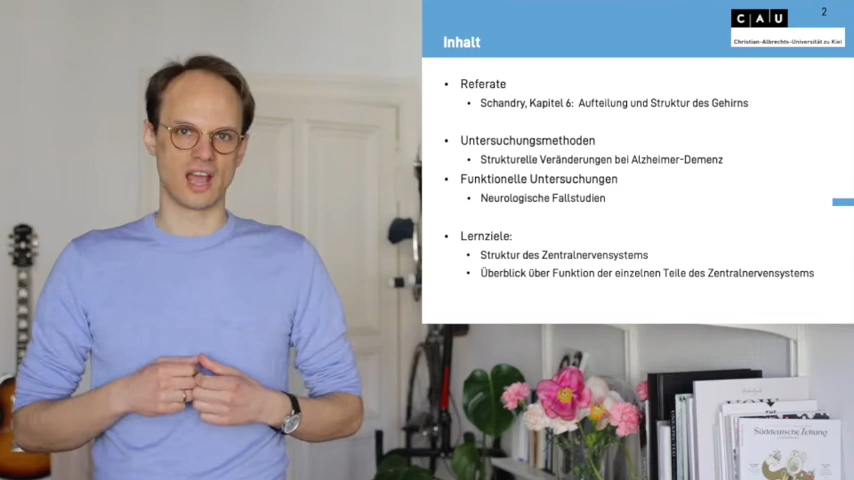 2
C|A|U
Christian-Albrechts-Universität zu Kiel
Inhalt
• Referate
• Schandry, Kapitel 6: Aufteilung und Struktur des Gehirns
• Untersuchungsmethoden
• Strukturelle Veränderungen bei Alzheimer-Demenz
• Funktionelle Untersuchungen
• Neurologische Fallstudien
• Lernziele:
• Struktur des Zentralnervensystems
• Überblick über Funktion der einzelnen Teile des Zentralnervensystems
Süddeutsche Zeitung